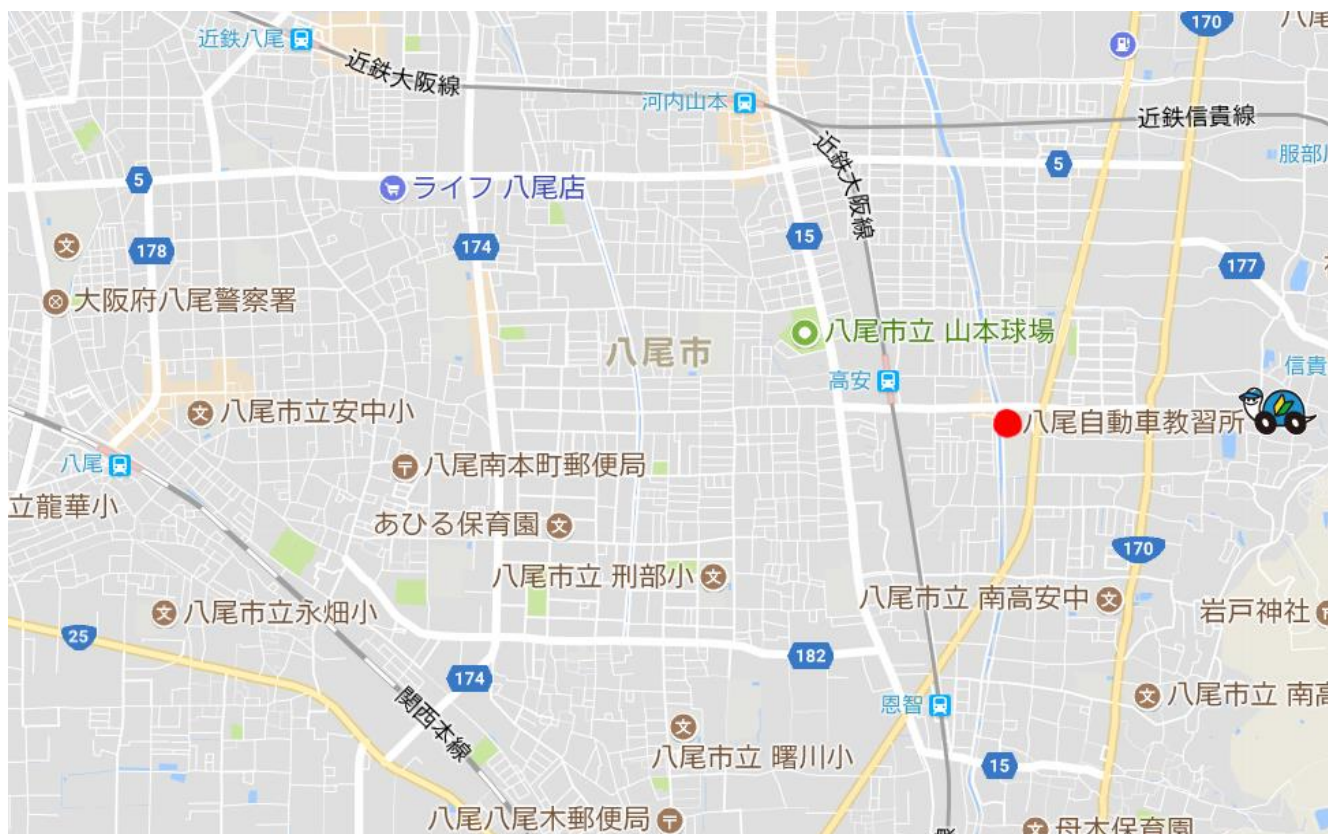 170
八尾
近鉄八尾
近鉄大阪線
河内山本
近鉄信貴線
近鉄大阪線
服部川
5
5
ライフ 八尾店
178
174
15
177
大阪府八尾警察署
八尾市
八尾市立 山本球場
信貴
高安
八尾市立安中小
八尾自動車教習所
八尾
八尾南本町郵便局
立龍華小
あひる保育園
170
八尾市立 刑部小
八尾市立 南高安中
岩戸神社
八尾市立永畑小
25
182
174
関西本線
恩智
八尾市立 南高
八尾市立 曙川小
15
八尾八尾木郵便局
母木保育園